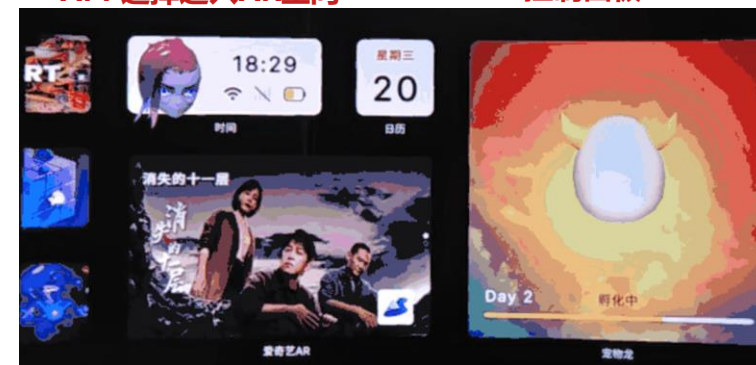 RT
18:29
星期三
20
时间
日历
消失的十一层
消失的十一层
Day 2
孵化中
爱奇艺AR
宠物龙